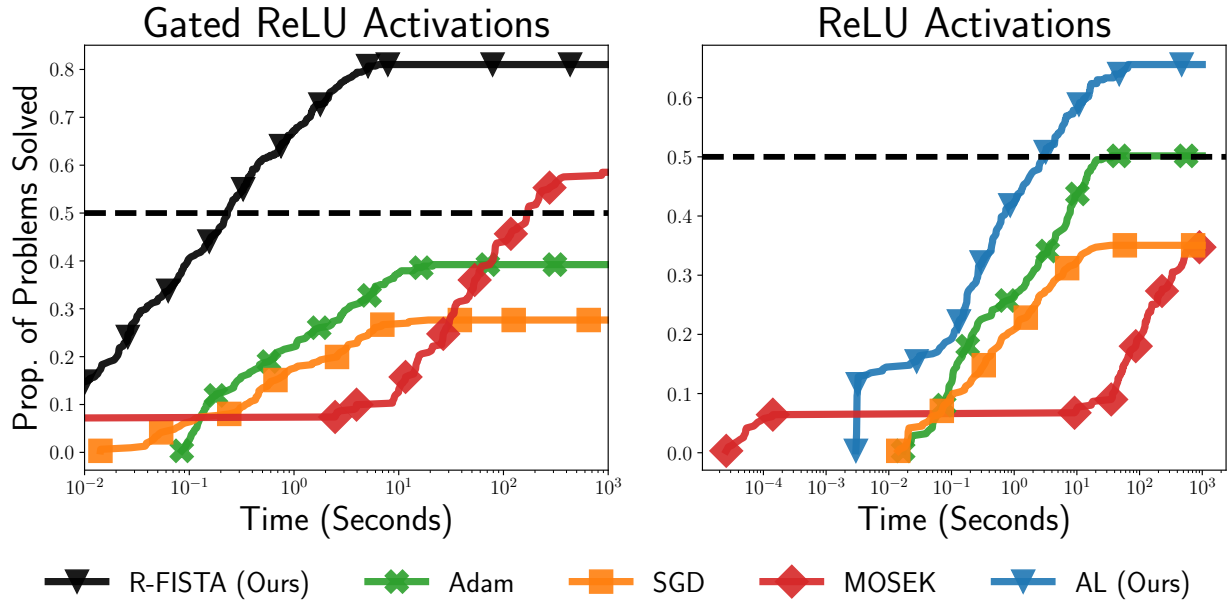 Gated ReLU Activations
ReLU Activations
Prop. of Problems Solved
0.8
0.7
0.6
0.5
0.4
0.3
0.2
0.1
0.0
10⁻² 10⁻¹ 10⁰ 10¹ 10² 10³
Time (Seconds)
0.6
0.5
0.4
0.3
0.2
0.1
0.0
10⁻⁴ 10⁻³ 10⁻² 10⁻¹ 10⁰ 10¹ 10² 10³
Time (Seconds)
R-FISTA (Ours) Adam SGD MOSEK AL (Ours)